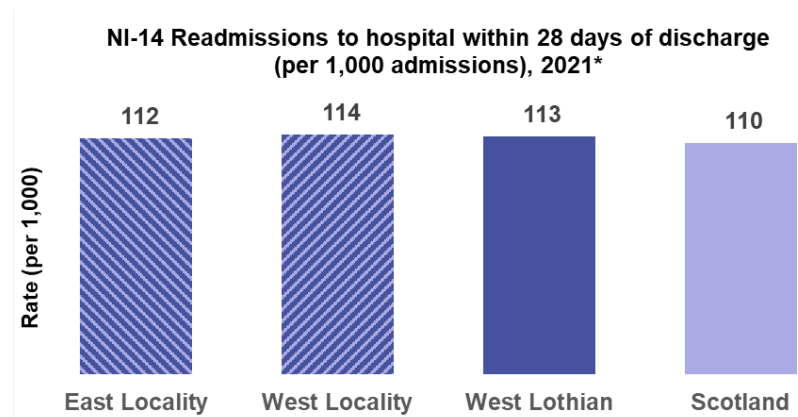 NI-14 Readmissions to hospital within 28 days of discharge
(per 1,000 admissions), 2021*
112
114
113
110
Rate (per 1,000)
East Locality
West Locality
West Lothian
Scotland